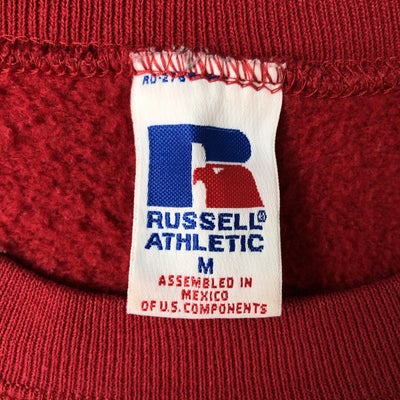 RUSSELL®
ATHLETIC
M
ASSEMBLED IN
MEXICO
OF U.S. COMPONENTS